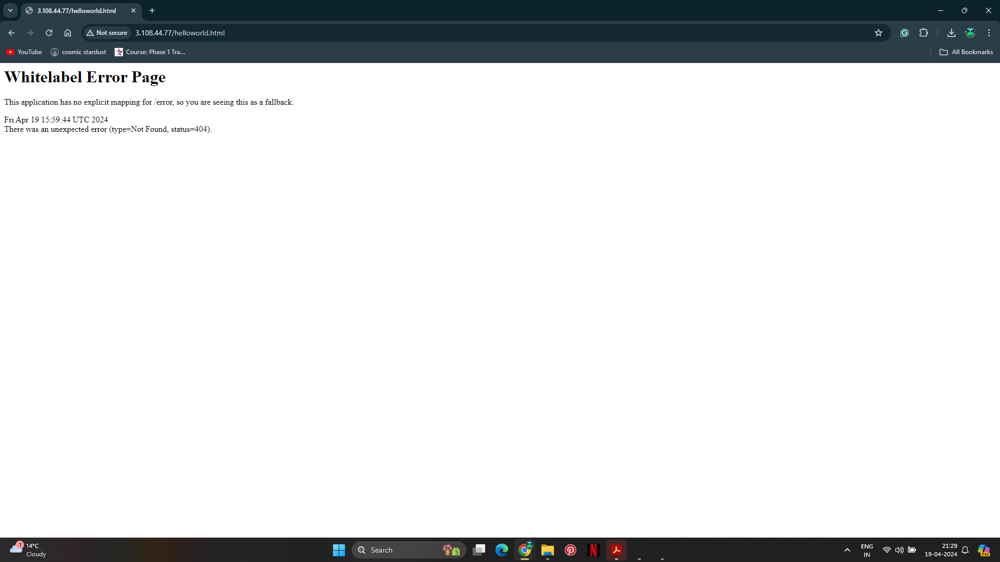 3.108.44.77/helloworld.html
Not secure
3.108.44.77/helloworld.html
YouTube
cosmic stardust
Course: Phase 1 Tra...
All Bookmarks
Whitelabel Error Page
This application has no explicit mapping for /error, so you are seeing this as a fallback.
Fri Apr 19 15:59:44 UTC 2024
There was an unexpected error (type=Not Found, status=404).
1
14°C
Cloudy
Search
N
ENG
IN
21:29
19-04-2024
PRE